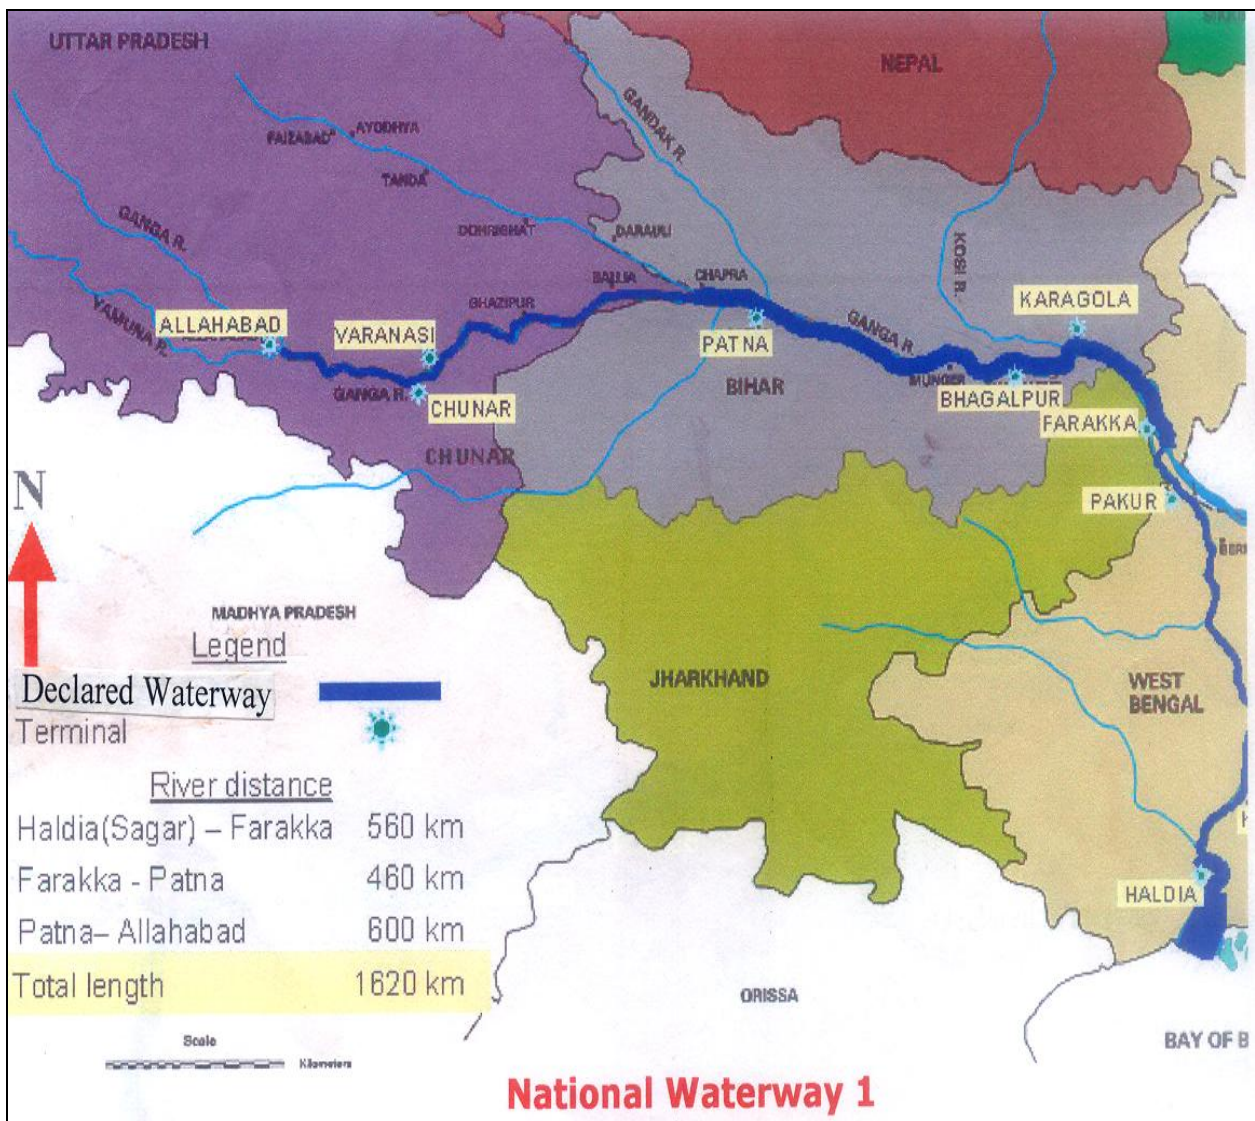 UTTAR PRADESH
NEPAL
GANDAK R.
AYODHYA
FAIZABAD
TANDA
GANGA R.
DOHRIGHAT
DARAULI
KOSI R.
BALLIA
CHAPRA
GHAZIPUR
KARAGOLA
YAMUNA R.
ALLAHABAD
VARANASI
PATNA
GANGA R.
MUNGER
BIHAR
GANGA R.
CHUNAR
BHAGALPUR
FARAKKA
CHUNAR
N
PAKUR
MADHYA PRADESH
Legend
JHARKHAND
WEST
BENGAL
Declared Waterway
Terminal
River distance
Haldia(Sagar) – Farakka 560 km
Farakka - Patna 460 km
HALDIA
Patna– Allahabad 600 km
Total length 1620 km
ORISSA
Scale
Kilometers
BAY OF B
National Waterway 1